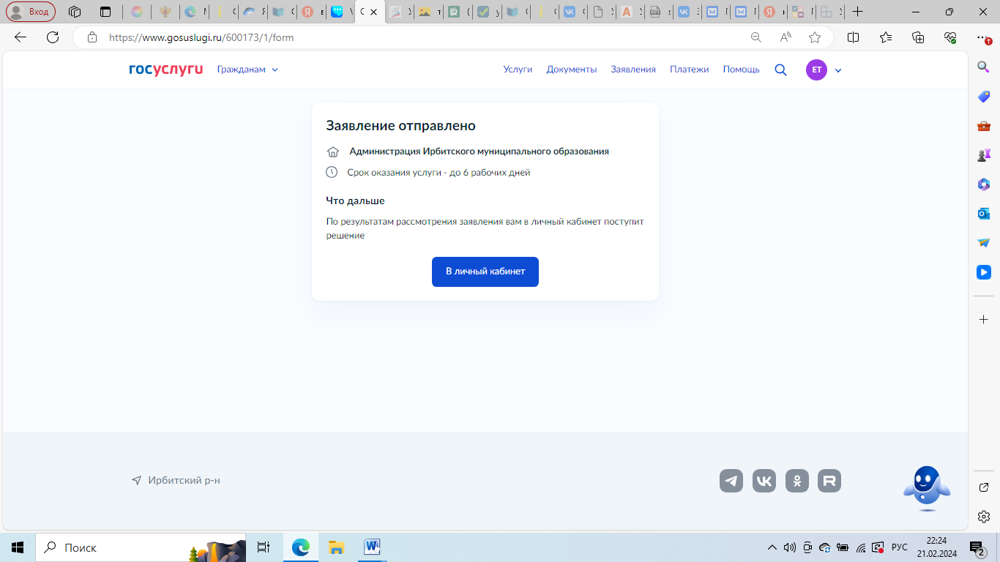 Вход
https://www.gosuslugi.ru/600173/1/form
госуслуги Гражданам Услуги Документы Заявления Платежи Помощь ЕТ
Заявление отправлено
Администрация Ирбитского муниципального образования
Срок оказания услуги - до 6 рабочих дней
Что дальше
По результатам рассмотрения заявления вам в личный кабинет поступит
решение
В личный кабинет
Ирбитский р-н
Поиск
РУС
22:24
21.02.2024
2